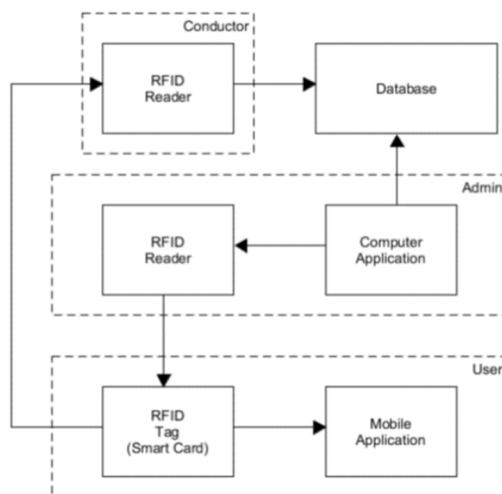 Conductor
RFID
Reader
Database
Admin
RFID
Reader
Computer
Application
User
RFID
Tag
(Smart Card)
Mobile
Application